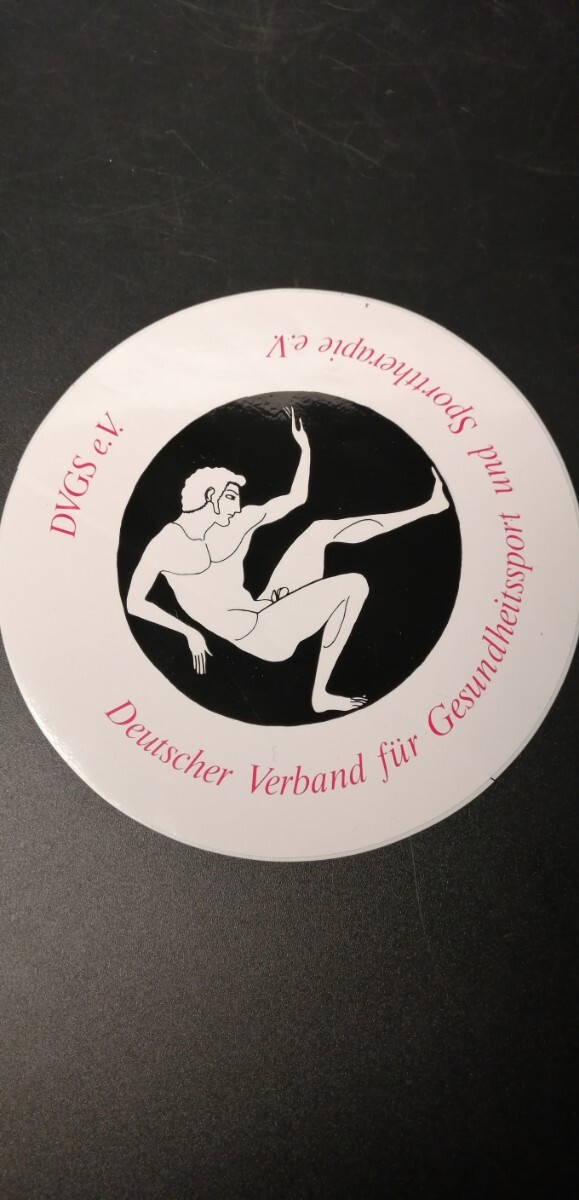 DVGS e.V.
Deutscher Verband für Gesundheitssport und Sporttherapie e.V.